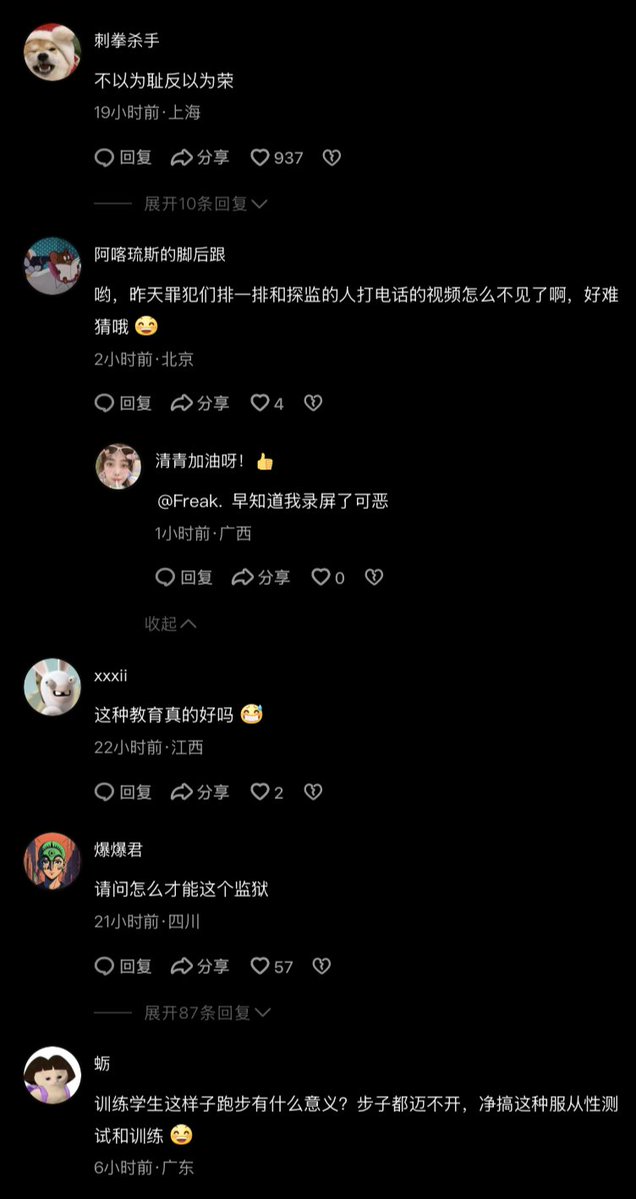 刺拳杀手
不以为耻反以为荣
19小时前·上海
回复 分享 937
展开10条回复
阿喀琉斯的脚后跟
哟，昨天罪犯们排一排和探监的人打电话的视频怎么不见了啊，好难
猜哦 😄
2小时前·北京
回复 分享 4
清青加油呀！👍
@Freak. 早知道我录屏了可恶
1小时前·广西
回复 分享 0
收起
xxxii
这种教育真的好吗 😅
22小时前·江西
回复 分享 2
爆爆君
请问怎么才能这个监狱
21小时前·四川
回复 分享 57
展开87条回复
蛎
训练学生这样子跑步有什么意义？步子都迈不开，净搞这种服从性测
试和训练 😅
6小时前·广东